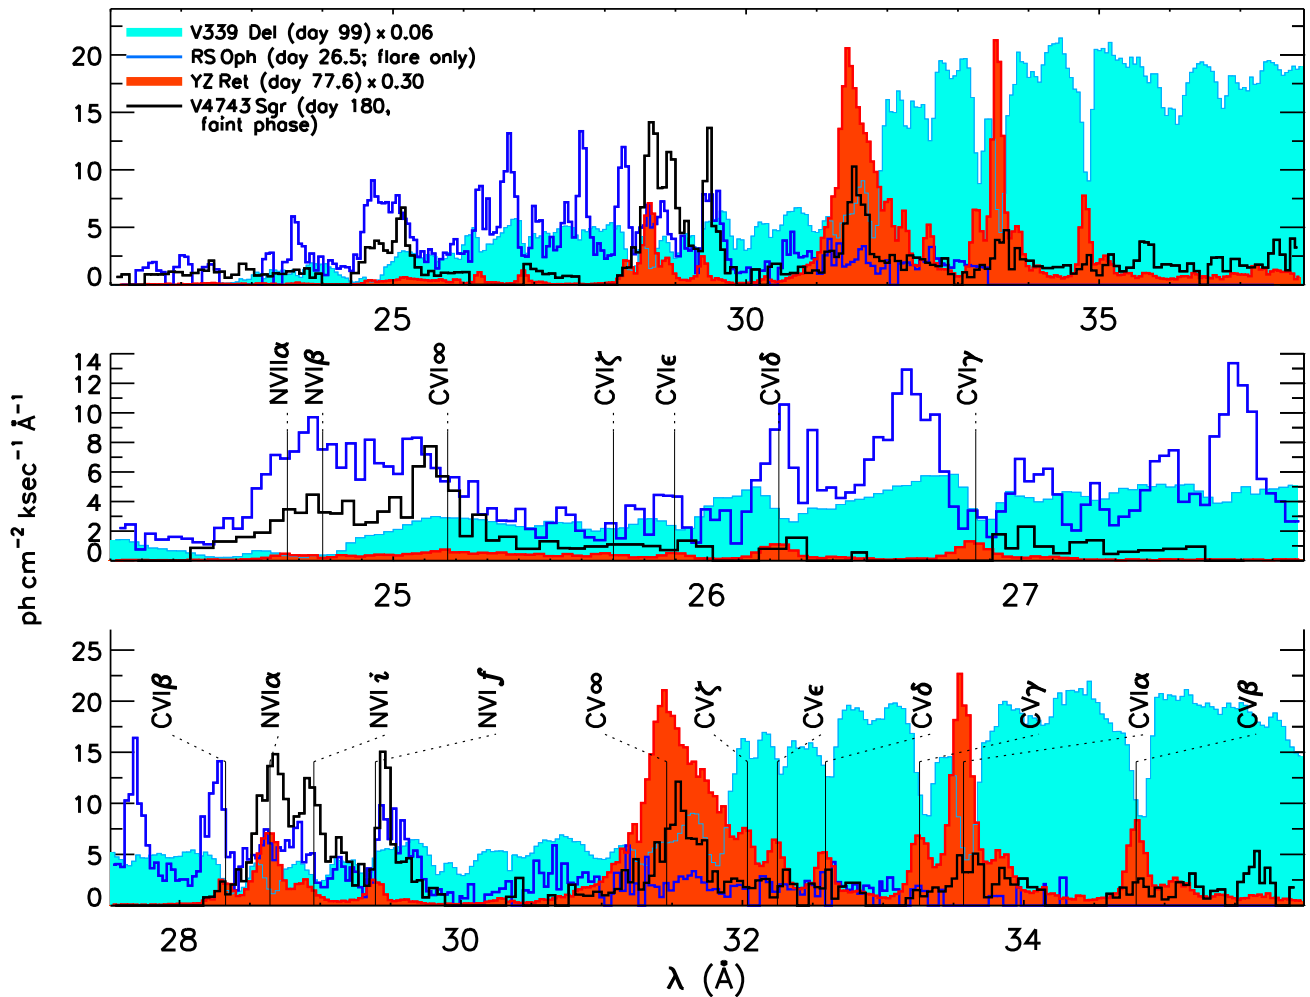 V339 Del (day 99) x 0.06
RS Oph (day 26.5; flare only)
YZ Ret (day 77.6) x 0.30
V4743 Sgr (day 180,
faint phase)
20
15
10
5
0
25 30 35
NVIIα NVIβ CVI∞ CVIζ CVIε CVIδ CVIγ
14
12
10
8
6
4
2
0
25 26 27
ph cm⁻² ksec⁻¹ Å⁻¹
CVIβ NVIα NVI i NVI f CV∞ CVζ CVε CVδ CVγ CVIα CVβ
25
20
15
10
5
0
28 30 32 34
λ (Å)